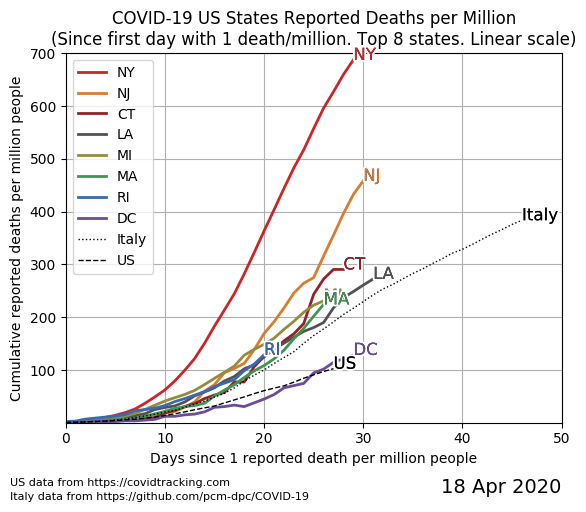 COVID-19 US States Reported Deaths per Million
(Since first day with 1 death/million. Top 8 states. Linear scale)
Cumulative reported deaths per million people
700
600
500
400
300
200
100
NY
NJ
CT
LA
MI
MA
RI
DC
Italy
US
NY
NJ
Italy
CT
LA
MA
RI
DC
US
0
10
20
30
40
50
Days since 1 reported death per million people
US data from https://covidtracking.com
Italy data from https://github.com/pcm-dpc/COVID-19
18 Apr 2020